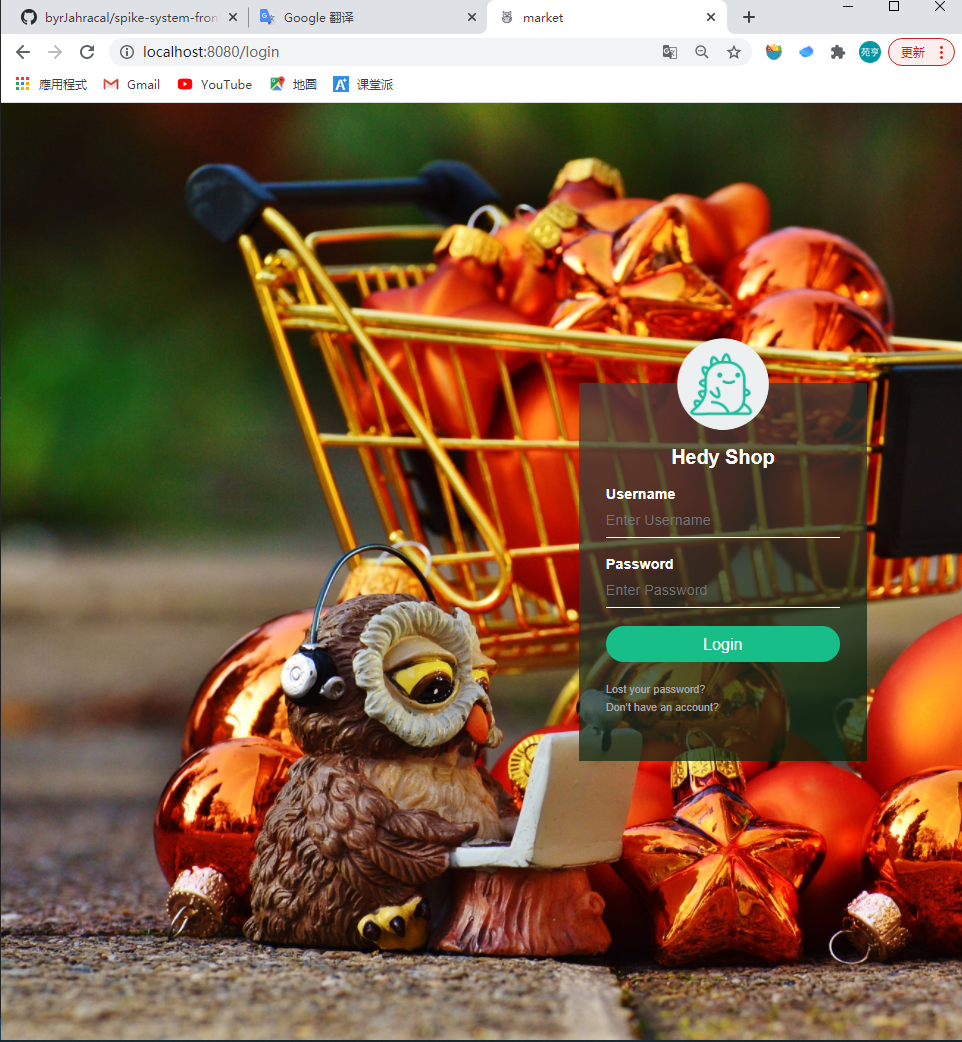 byrJahracal/spike-system-fron
Google 翻译
market
localhost:8080/login
苑亨
更新
應用程式
Gmail
YouTube
地圖
课堂派
Hedy Shop
Username
Enter Username
Password
Enter Password
Login
Lost your password?
Don't have an account?